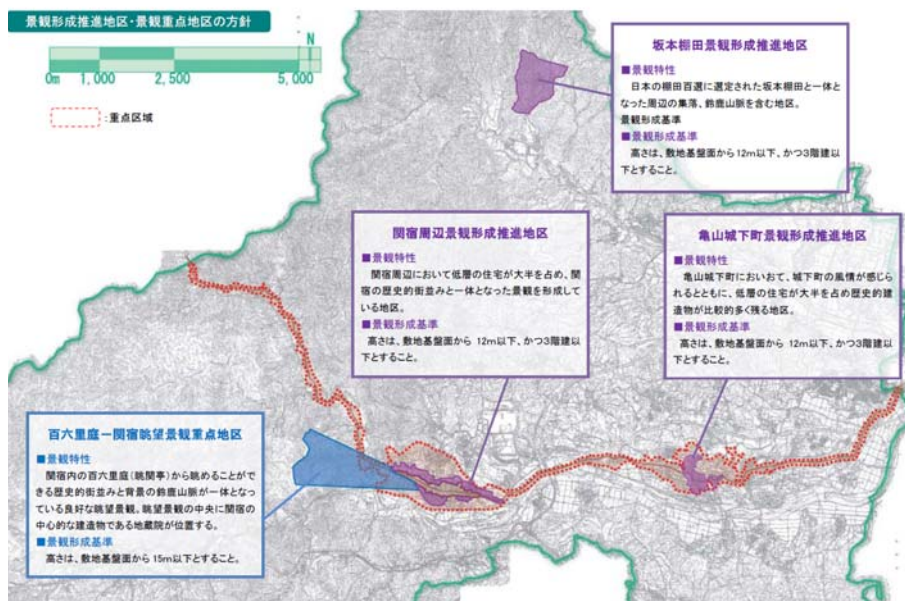 景観形成推進地区・景観重点地区の方針
N
0m 1,000 2,500 5,000
:重点区域
坂本棚田景観形成推進地区
■景観特性
日本の棚田百選に選定された坂本棚田と一体と
なった周辺の集落、鈴鹿山脈を含む地区。
景観形成基準
■景観形成基準
高さは、敷地基盤面から12m以下、かつ3階建以
下とすること。
関宿周辺景観形成推進地区
■景観特性
関宿周辺において低層の住宅が大半を占め、関
宿の歴史的街並みと一体となった景観を形成して
いる地区。
■景観形成基準
高さは、敷地基盤面から 12m以下、かつ3階建以
下とすること。
亀山城下町景観形成推進地区
■景観特性
亀山城下町においおて、城下町の風情が感じら
れるとともに、低層の住宅が大半を占め歴史的建
造物が比較的多く残る地区。
■景観形成基準
高さは、敷地基盤面から 12m以下、かつ3階建以
下とすること。
百六里庭ー関宿眺望景観重点地区
■景観特性
関宿内の百六里庭(眺関亭)から眺めることがで
きる歴史的街並みと背景の鈴鹿山脈が一体となっ
ている良好な眺望景観。眺望景観の中央に関宿の
中心的な建造物である地蔵院が位置する。
■景観形成基準
高さは、敷地基盤面から 15m以下とすること。